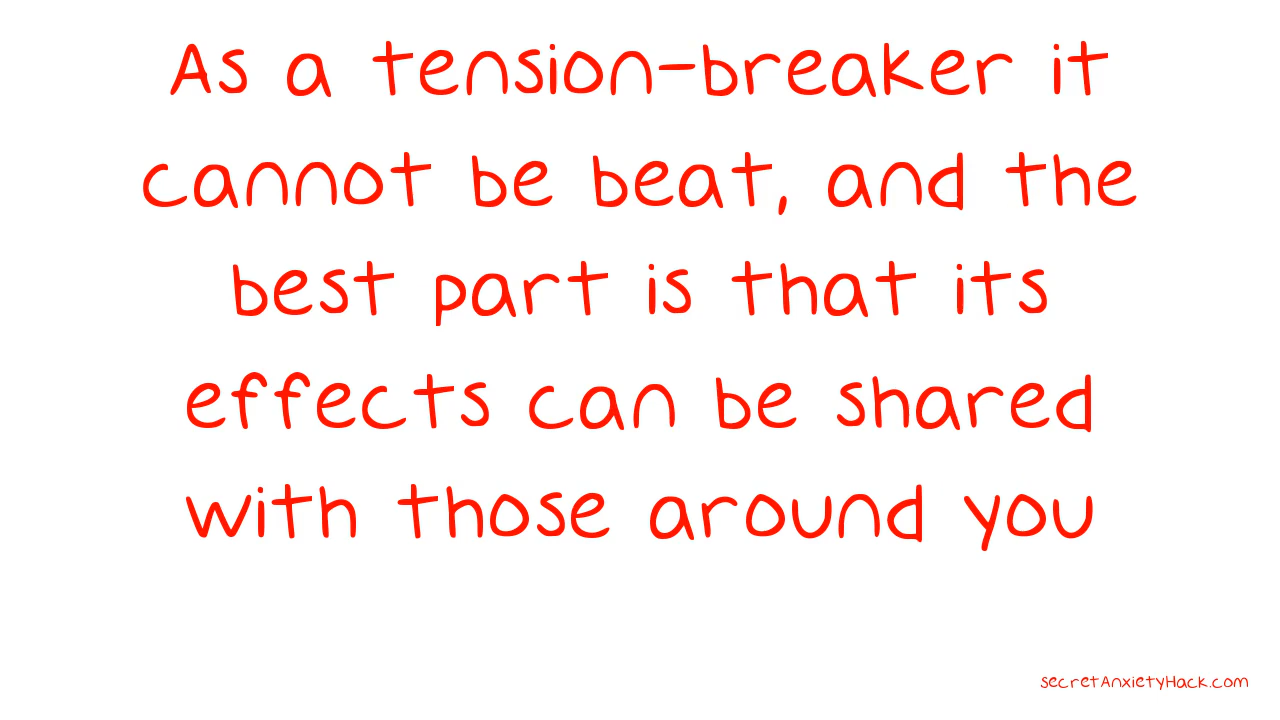 As a tension-breaker it
cannot be beat, and the
best part is that its
effects can be shared
with those around you
secretAnxietyHack.com